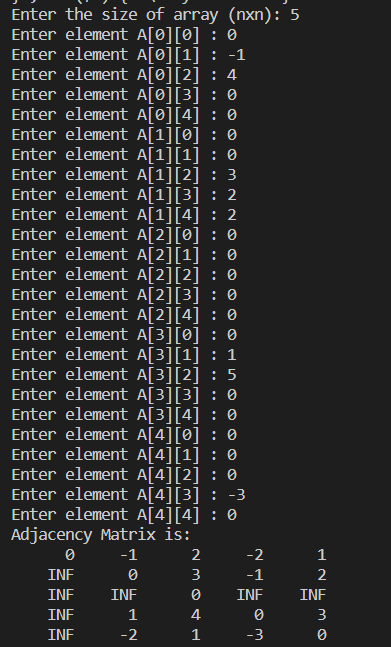 Enter the size of array (nxn): 5
Enter element A[0][0] : 0
Enter element A[0][1] : -1
Enter element A[0][2] : 4
Enter element A[0][3] : 0
Enter element A[0][4] : 0
Enter element A[1][0] : 0
Enter element A[1][1] : 0
Enter element A[1][2] : 3
Enter element A[1][3] : 2
Enter element A[1][4] : 2
Enter element A[2][0] : 0
Enter element A[2][1] : 0
Enter element A[2][2] : 0
Enter element A[2][3] : 0
Enter element A[2][4] : 0
Enter element A[3][0] : 0
Enter element A[3][1] : 1
Enter element A[3][2] : 5
Enter element A[3][3] : 0
Enter element A[3][4] : 0
Enter element A[4][0] : 0
Enter element A[4][1] : 0
Enter element A[4][2] : 0
Enter element A[4][3] : -3
Enter element A[4][4] : 0
Adjacency Matrix is:
0 -1 2 -2 1
INF 0 3 -1 2
INF INF 0 INF INF
INF 1 4 0 3
INF -2 1 -3 0